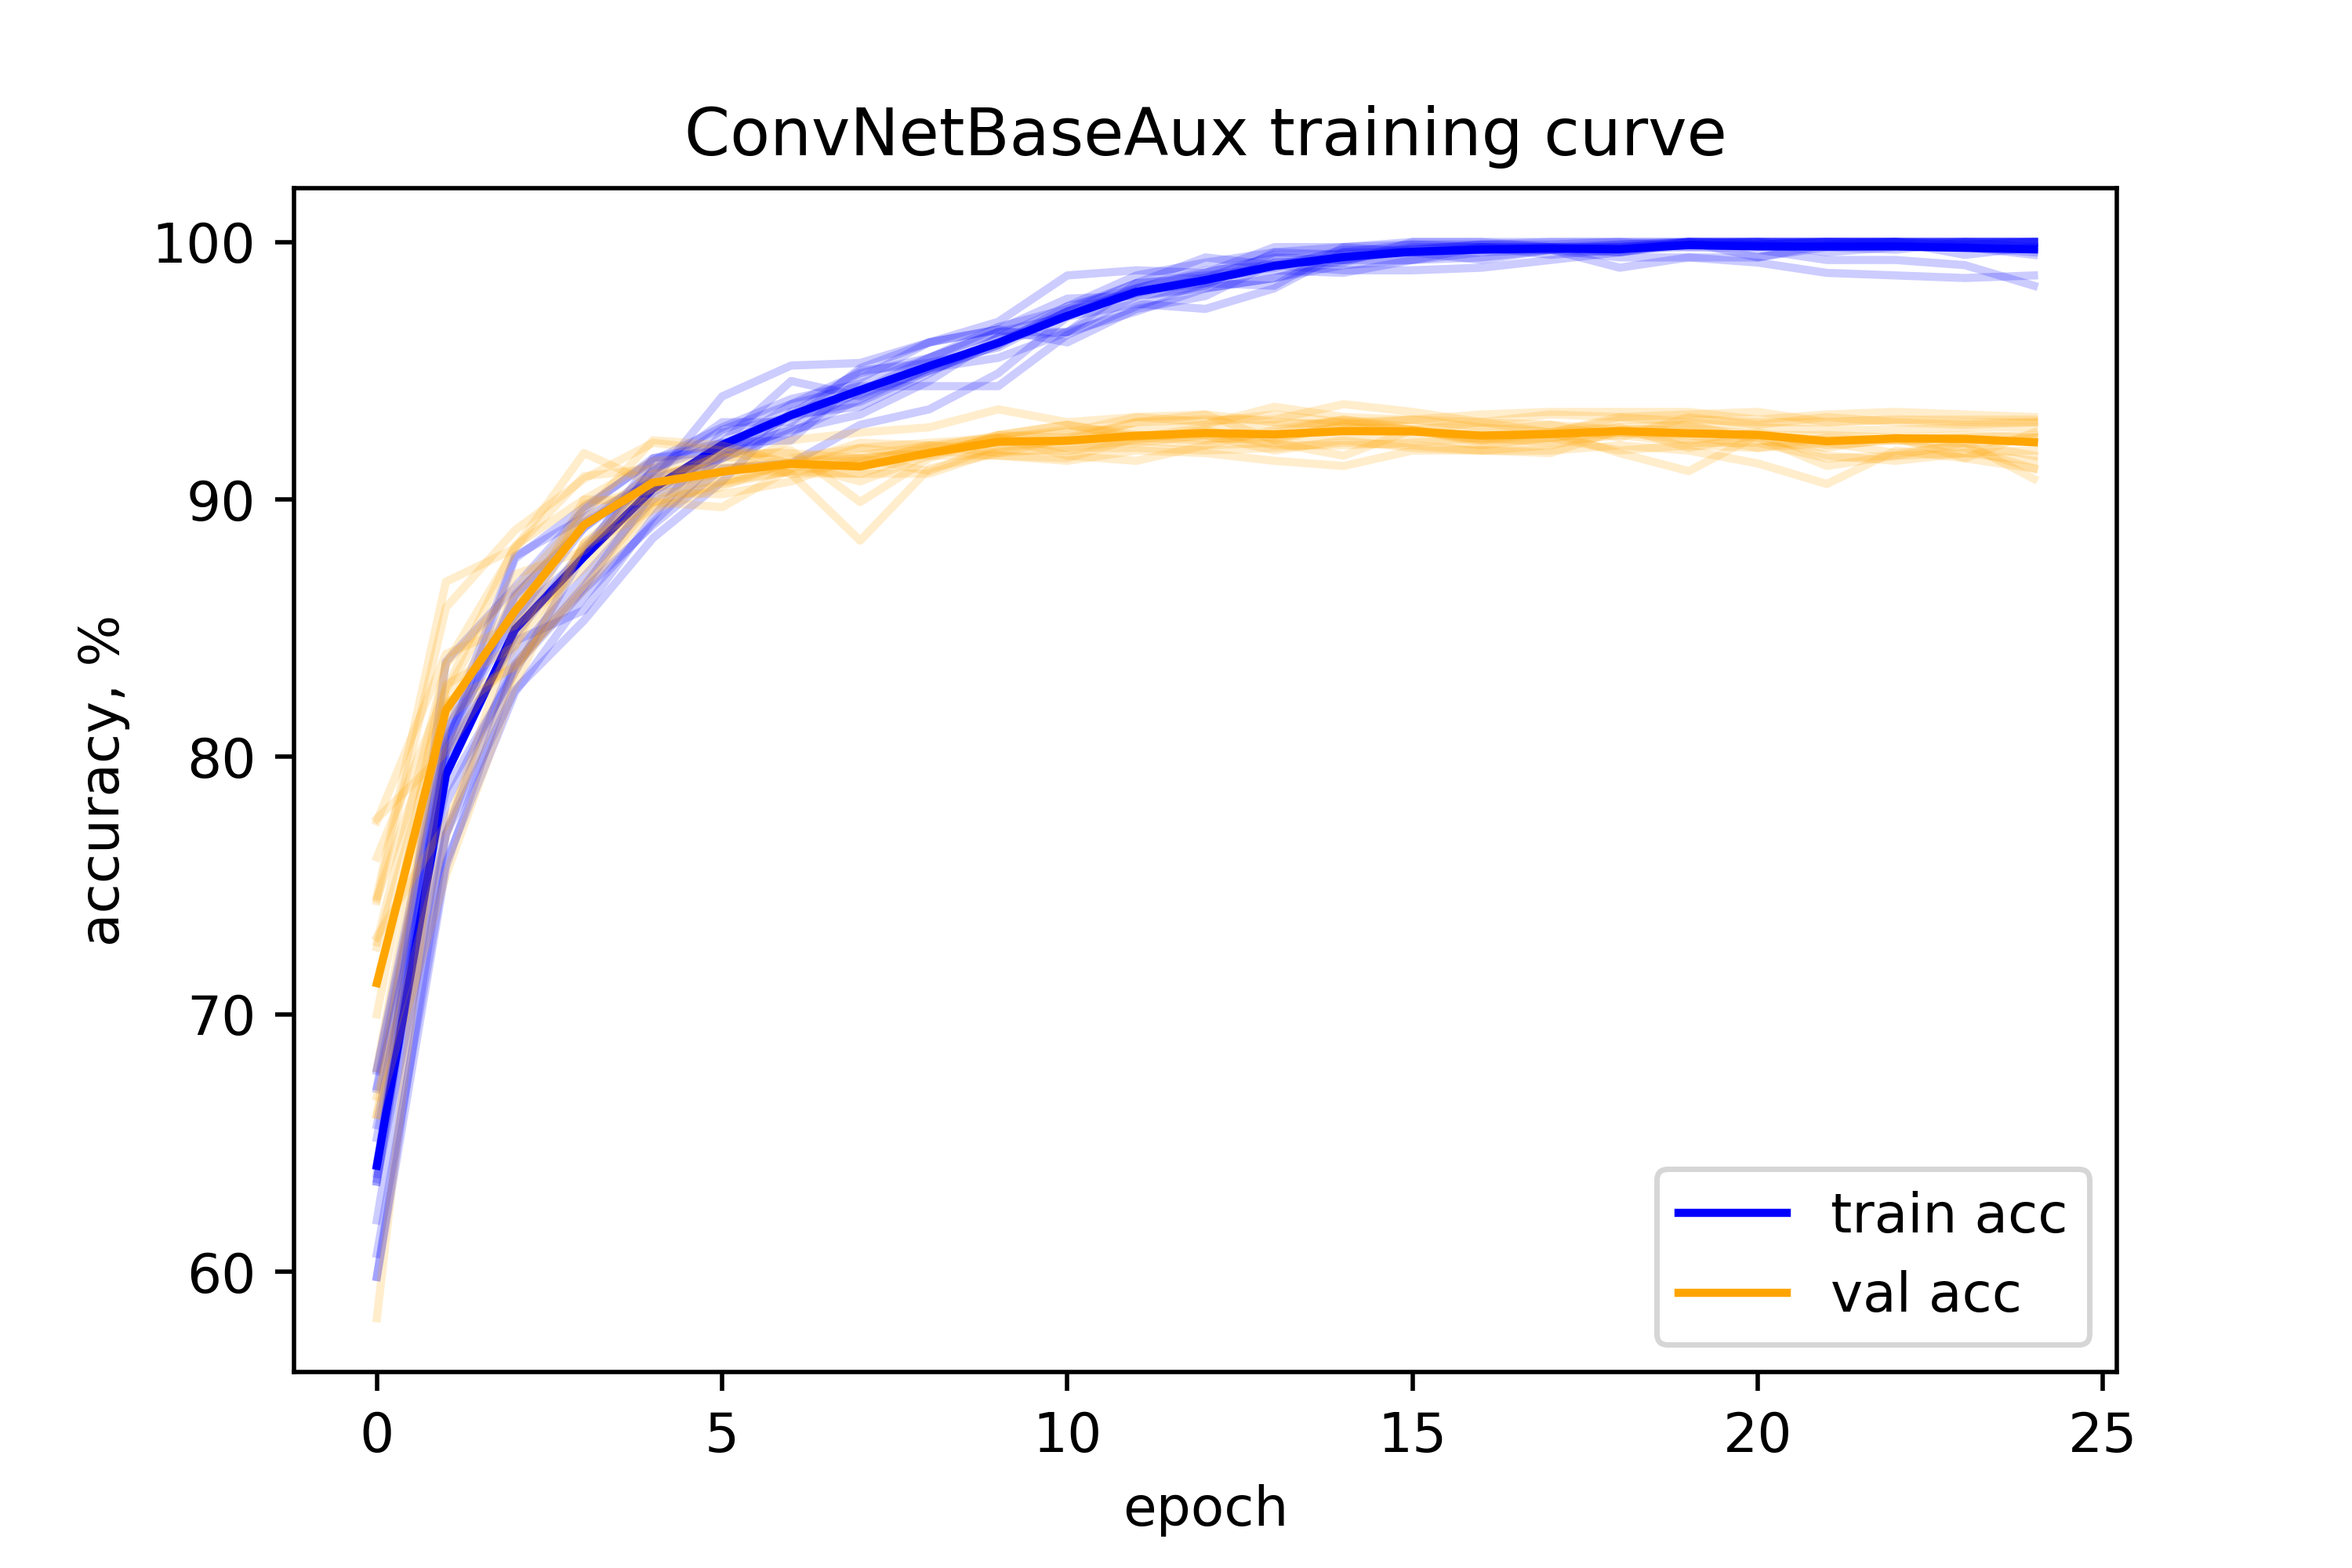 ConvNetBaseAux training curve
accuracy, %
100
90
80
70
60
0 5 10 15 20 25
epoch
train acc
val acc